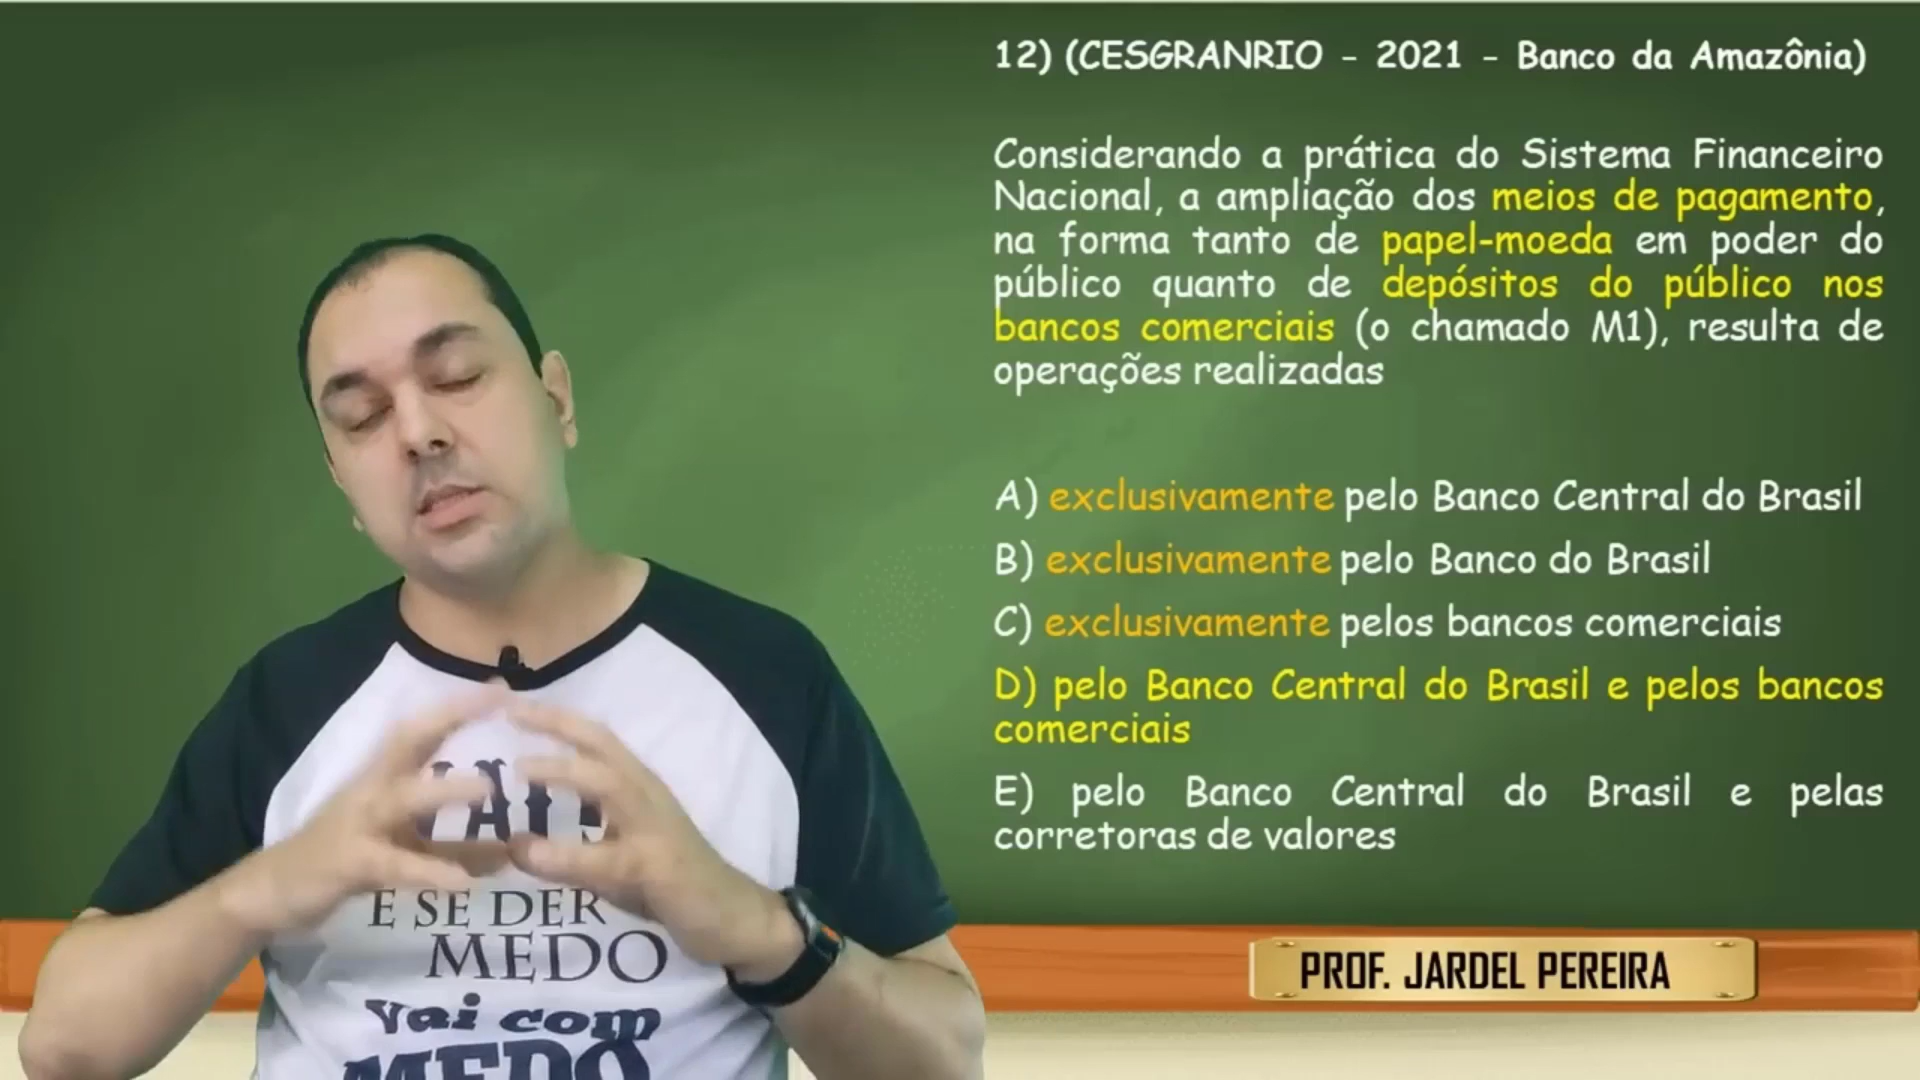 12) (CESGRANRIO - 2021 - Banco da Amazônia)
Considerando a prática do Sistema Financeiro
Nacional, a ampliação dos meios de pagamento,
na forma tanto de papel-moeda em poder do
público quanto de depósitos do público nos
bancos comerciais (o chamado M1), resulta de
operações realizadas
A) exclusivamente pelo Banco Central do Brasil
B) exclusivamente pelo Banco do Brasil
C) exclusivamente pelos bancos comerciais
D) pelo Banco Central do Brasil e pelos bancos
comerciais
E) pelo Banco Central do Brasil e pelas
corretoras de valores
PROF. JARDEL PEREIRA
E SE DER
MEDO
Vai com
MEDO